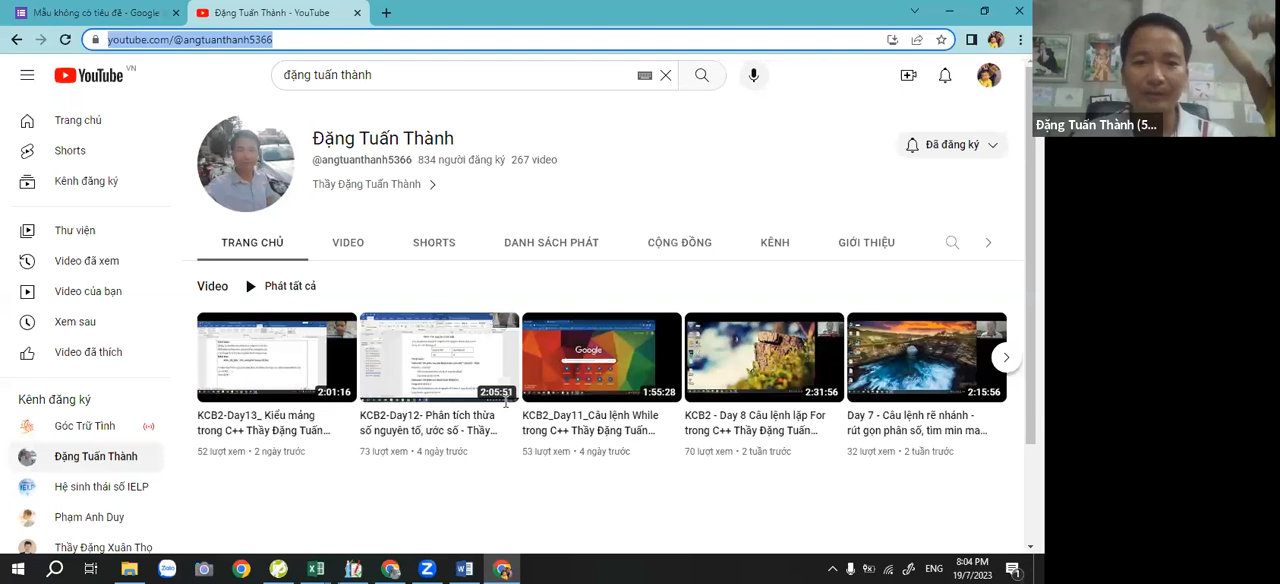 Mẫu không có tiêu đề - Google
Đặng Tuấn Thành - YouTube
youtube.com/@angtuanthanh5366
YouTube VN
đặng tuấn thành
Trang chủ
Shorts
Kênh đăng ký
Thư viện
Video đã xem
Video của bạn
Xem sau
Video đã thích
Kênh đăng ký
Góc Trữ Tình
Đặng Tuấn Thành
Hệ sinh thái số IELP
Phạm Anh Duy
Thầy Đặng Xuân Thọ
Đặng Tuấn Thành
@angtuanthanh5366 834 người đăng ký 267 video
Thầy Đặng Tuấn Thành
Đã đăng ký
TRANG CHỦ VIDEO SHORTS DANH SÁCH PHÁT CỘNG ĐỒNG KÊNH GIỚI THIỆU
Video Phát tất cả
Google
2:01:16 2:05:51 1:55:28 2:31:56 2:15:56
KCB2-Day13_ Kiểu mảng
trong C++ Thầy Đặng Tuấn...
52 lượt xem • 2 ngày trước
KCB2-Day12- Phân tích thừa
số nguyên tố, ước số - Thầy...
73 lượt xem • 4 ngày trước
KCB2_Day11_Câu lệnh While
trong C++ Thầy Đặng Tuấn...
53 lượt xem • 4 ngày trước
KCB2 - Day 8 Câu lệnh lặp For
trong C++ Thầy Đặng Tuấn...
70 lượt xem • 2 tuần trước
Day 7 - Câu lệnh rẽ nhánh -
rút gọn phân số, tìm min ma...
32 lượt xem • 2 tuần trước
Đặng Tuấn Thành (5...
Zalo
ENG
8:04 PM
19/7/2023
1